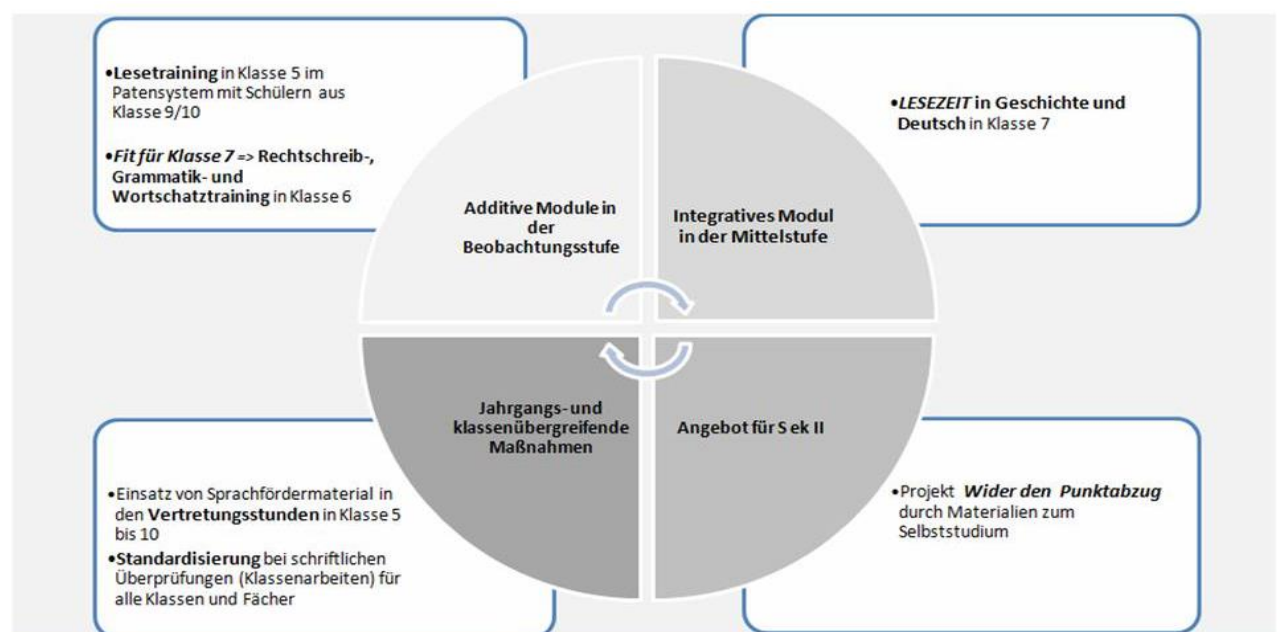 •Lesetraining in Klasse 5 im
Patensystem mit Schülern aus
Klasse 9/10
•Fit für Klasse 7 => Rechtschreib-,
Grammatik- und
Wortschatztraining in Klasse 6
Additive Module in
der
Beobachtungsstufe
Integratives Modul
in der Mittelstufe
•LESEZEIT in Geschichte und
Deutsch in Klasse 7
Jahrgangs- und
klassenübergreifende
Maßnahmen
Angebot für Sek II
•Einsatz von Sprachfördermaterial in
den Vertretungsstunden in Klasse 5
bis 10
•Standardisierung bei schriftlichen
Überprüfungen (Klassenarbeiten) für
alle Klassen und Fächer
•Projekt Wider den Punktabzug
durch Materialien zum
Selbststudium